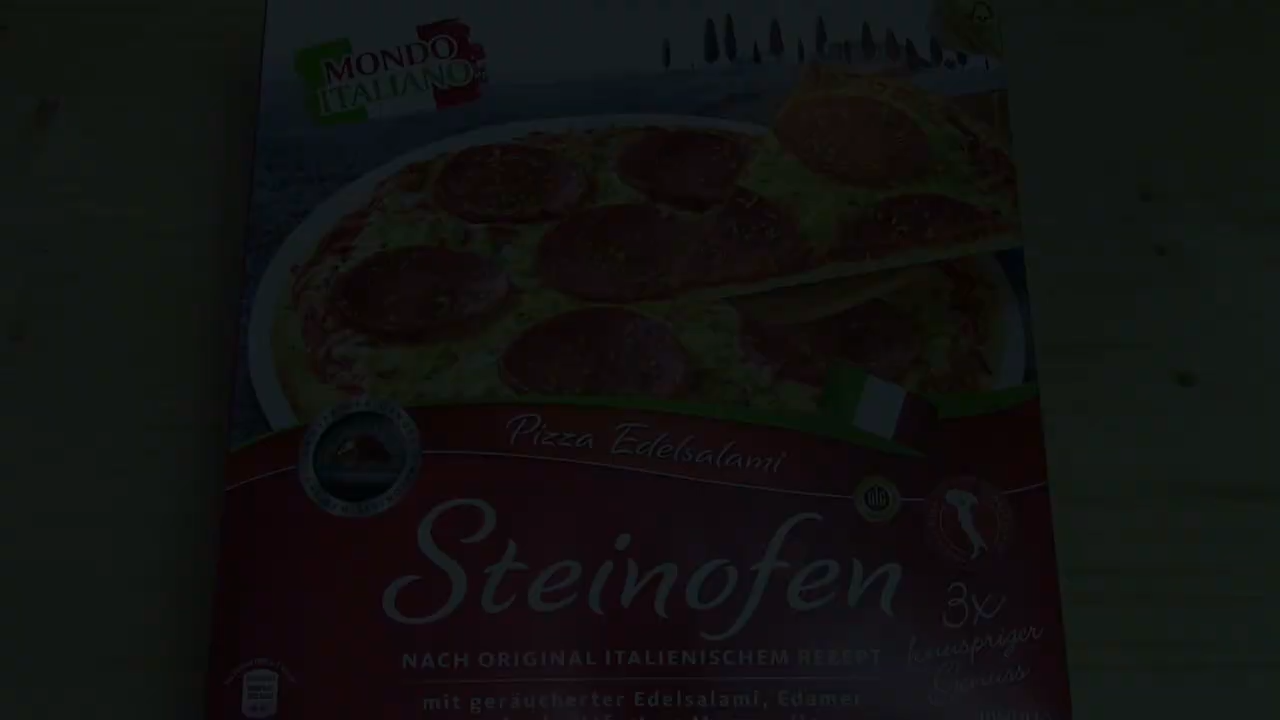 MONDO
ITALIANO
Pizza Edelsalami
Steinofen
NACH ORIGINAL ITALIENISCHEM REZEPT
3x
knuspriger
Genuss
mit geräucherter Edelsalami, Edamer